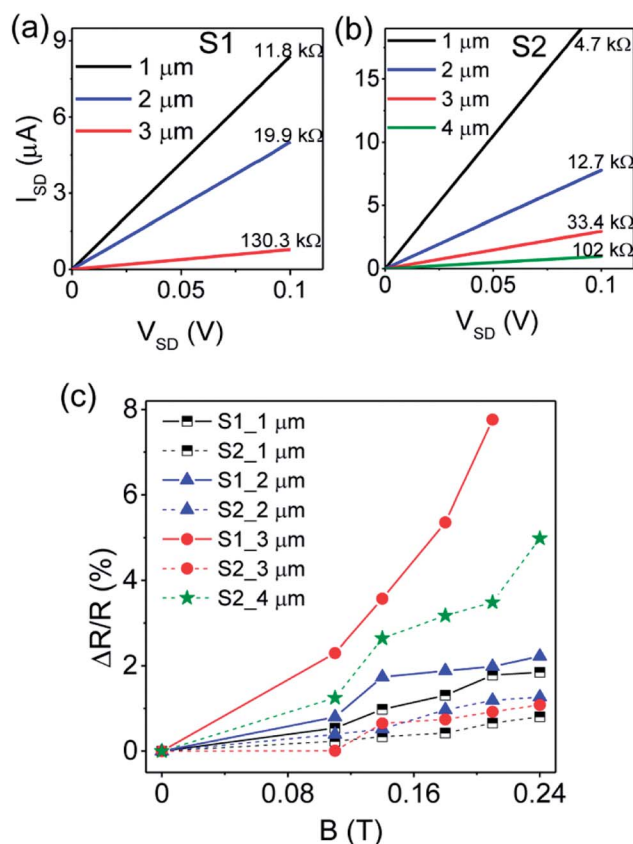 (a)
S1
9
6
3
0
1 μm
2 μm
3 μm
11.8 kΩ
19.9 kΩ
130.3 kΩ
I_SD (μA)
0
0.05
0.1
V_SD (V)
(b)
S2
15
10
5
0
1 μm
2 μm
3 μm
4 μm
4.7 kΩ
12.7 kΩ
33.4 kΩ
102 kΩ
0
0.05
0.1
V_SD (V)
(c)
8
6
4
2
0
S1_1 μm
S2_1 μm
S1_2 μm
S2_2 μm
S1_3 μm
S2_3 μm
S2_4 μm
ΔR/R (%)
0.00
0.08
0.16
0.24
B (T)